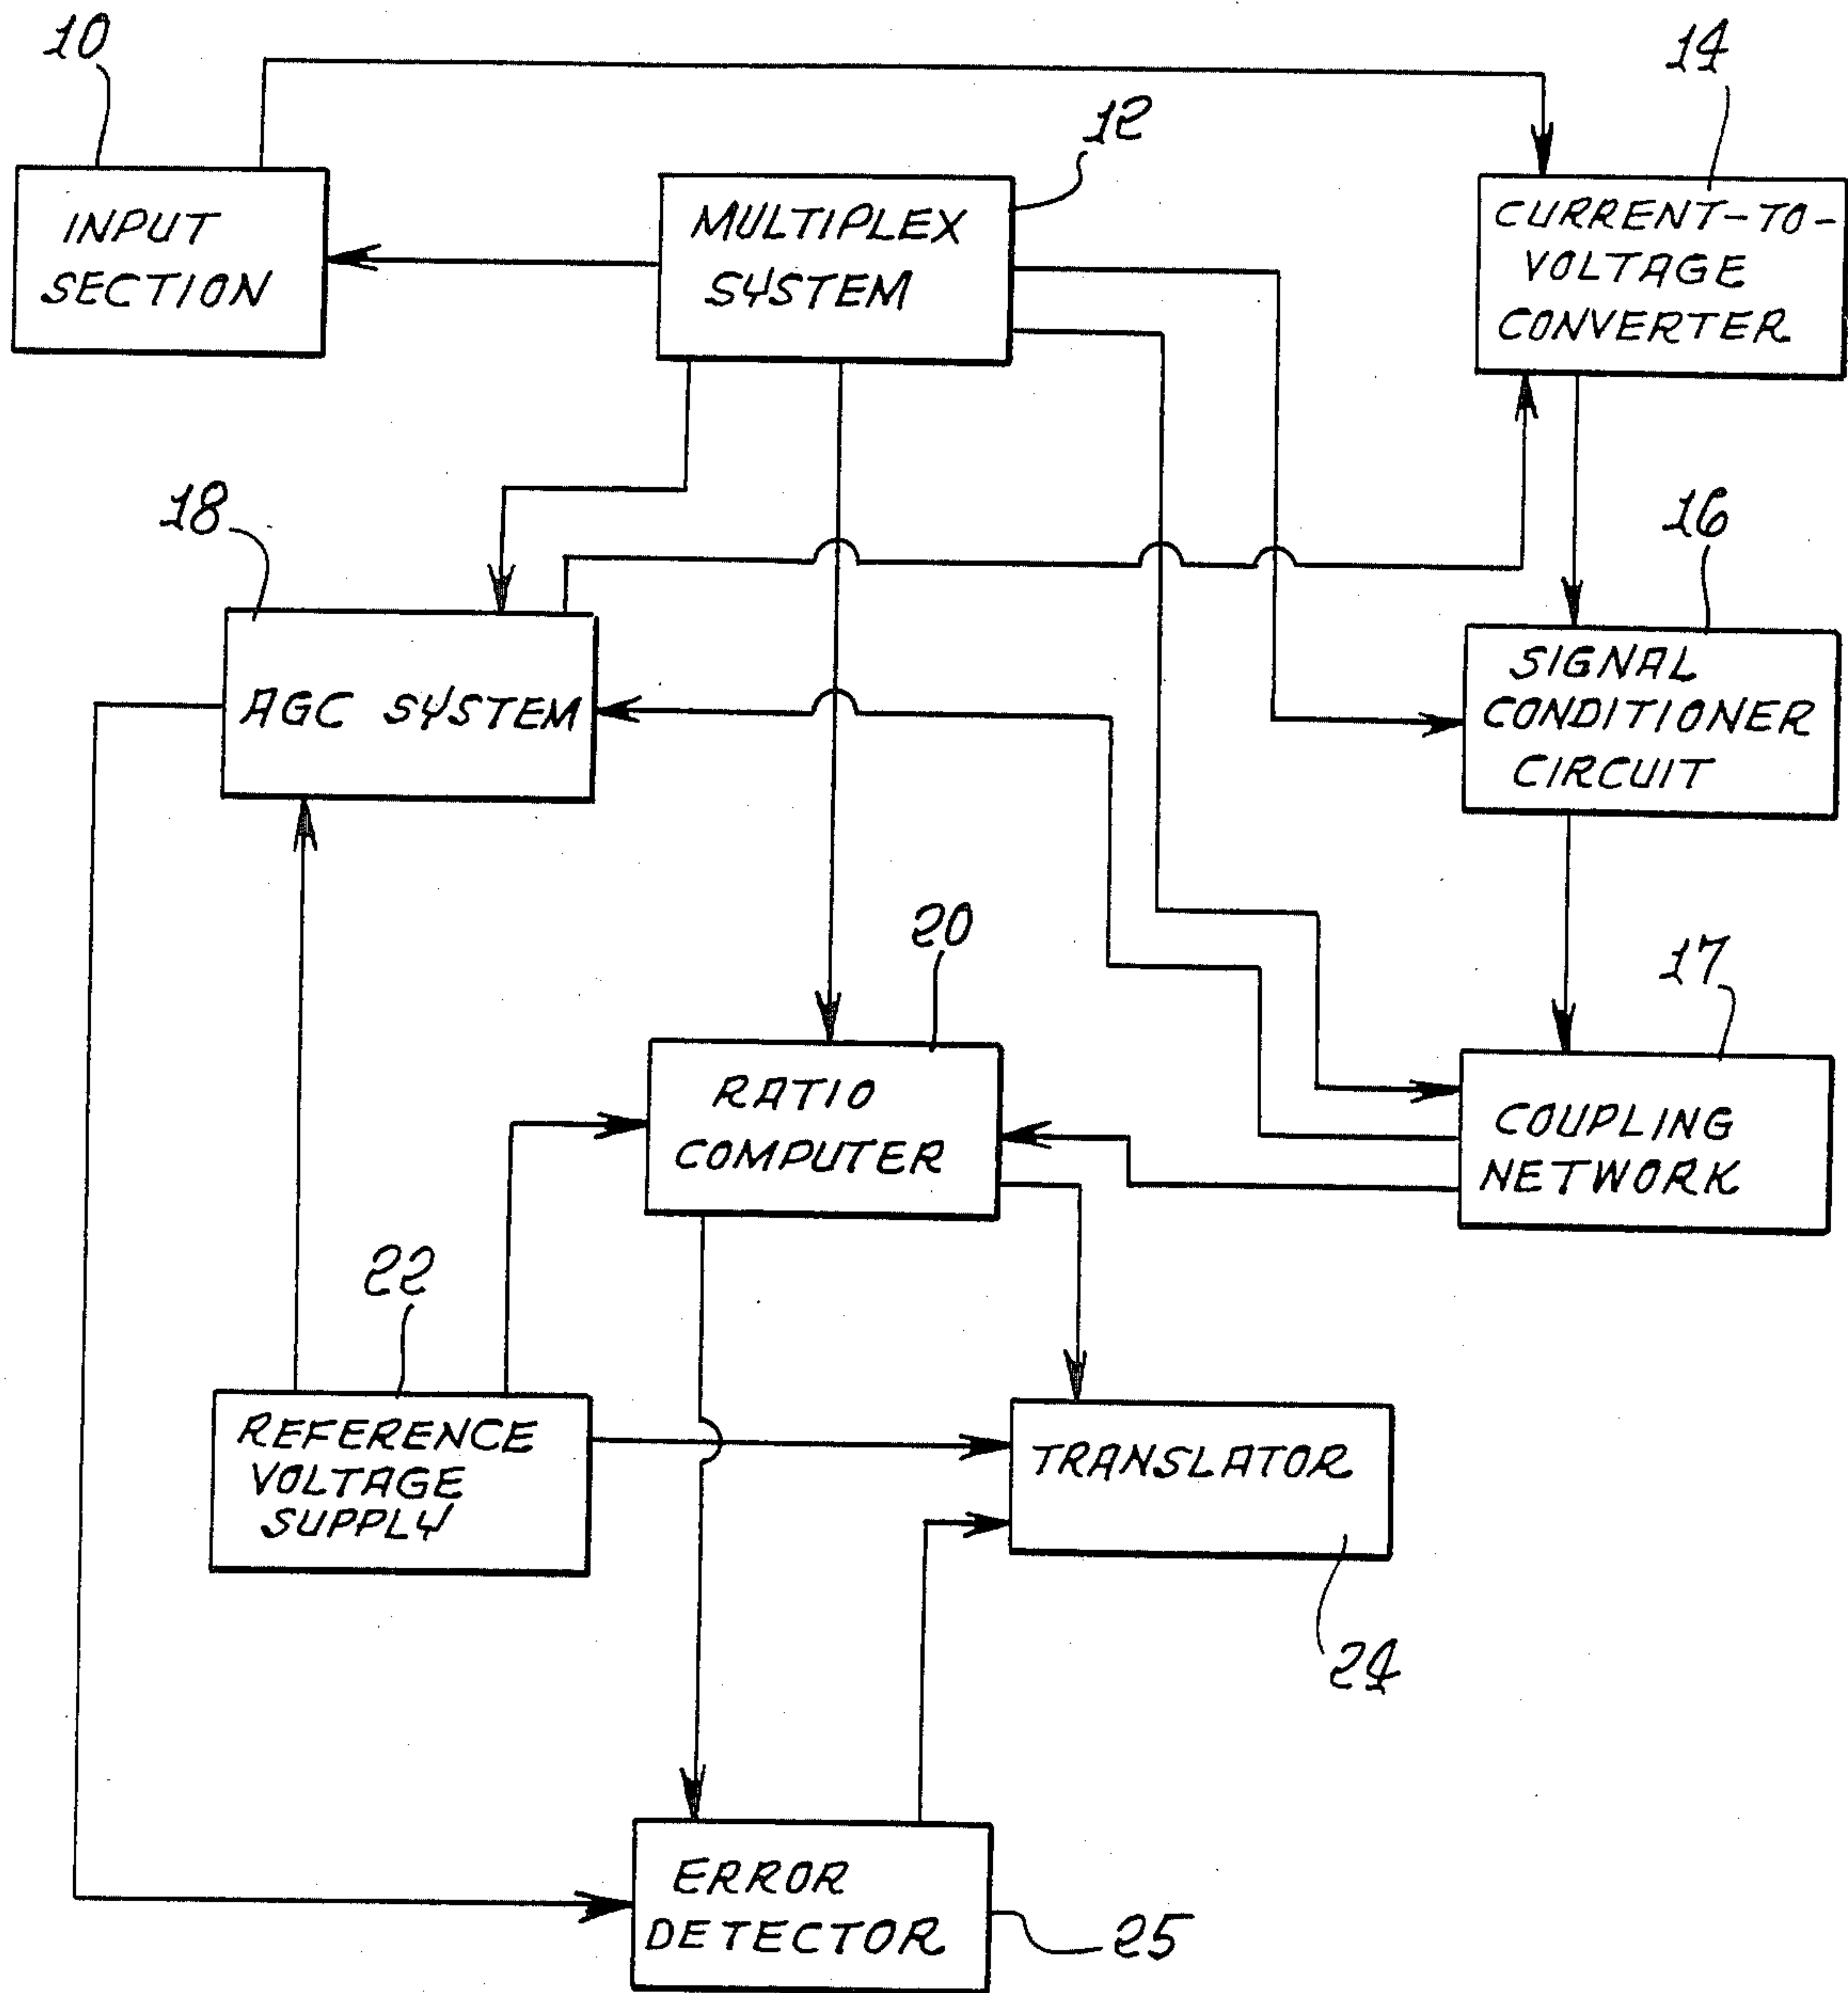 10
14
12
INPUT
SECTION
MULTIPLEX
SYSTEM
CURRENT-TO-
VOLTAGE
CONVERTER
18
16
AGC SYSTEM
SIGNAL
CONDITIONER
CIRCUIT
20
17
RATIO
COMPUTER
COUPLING
NETWORK
22
REFERENCE
VOLTAGE
SUPPLY
TRANSLATOR
24
ERROR
DETECTOR
25